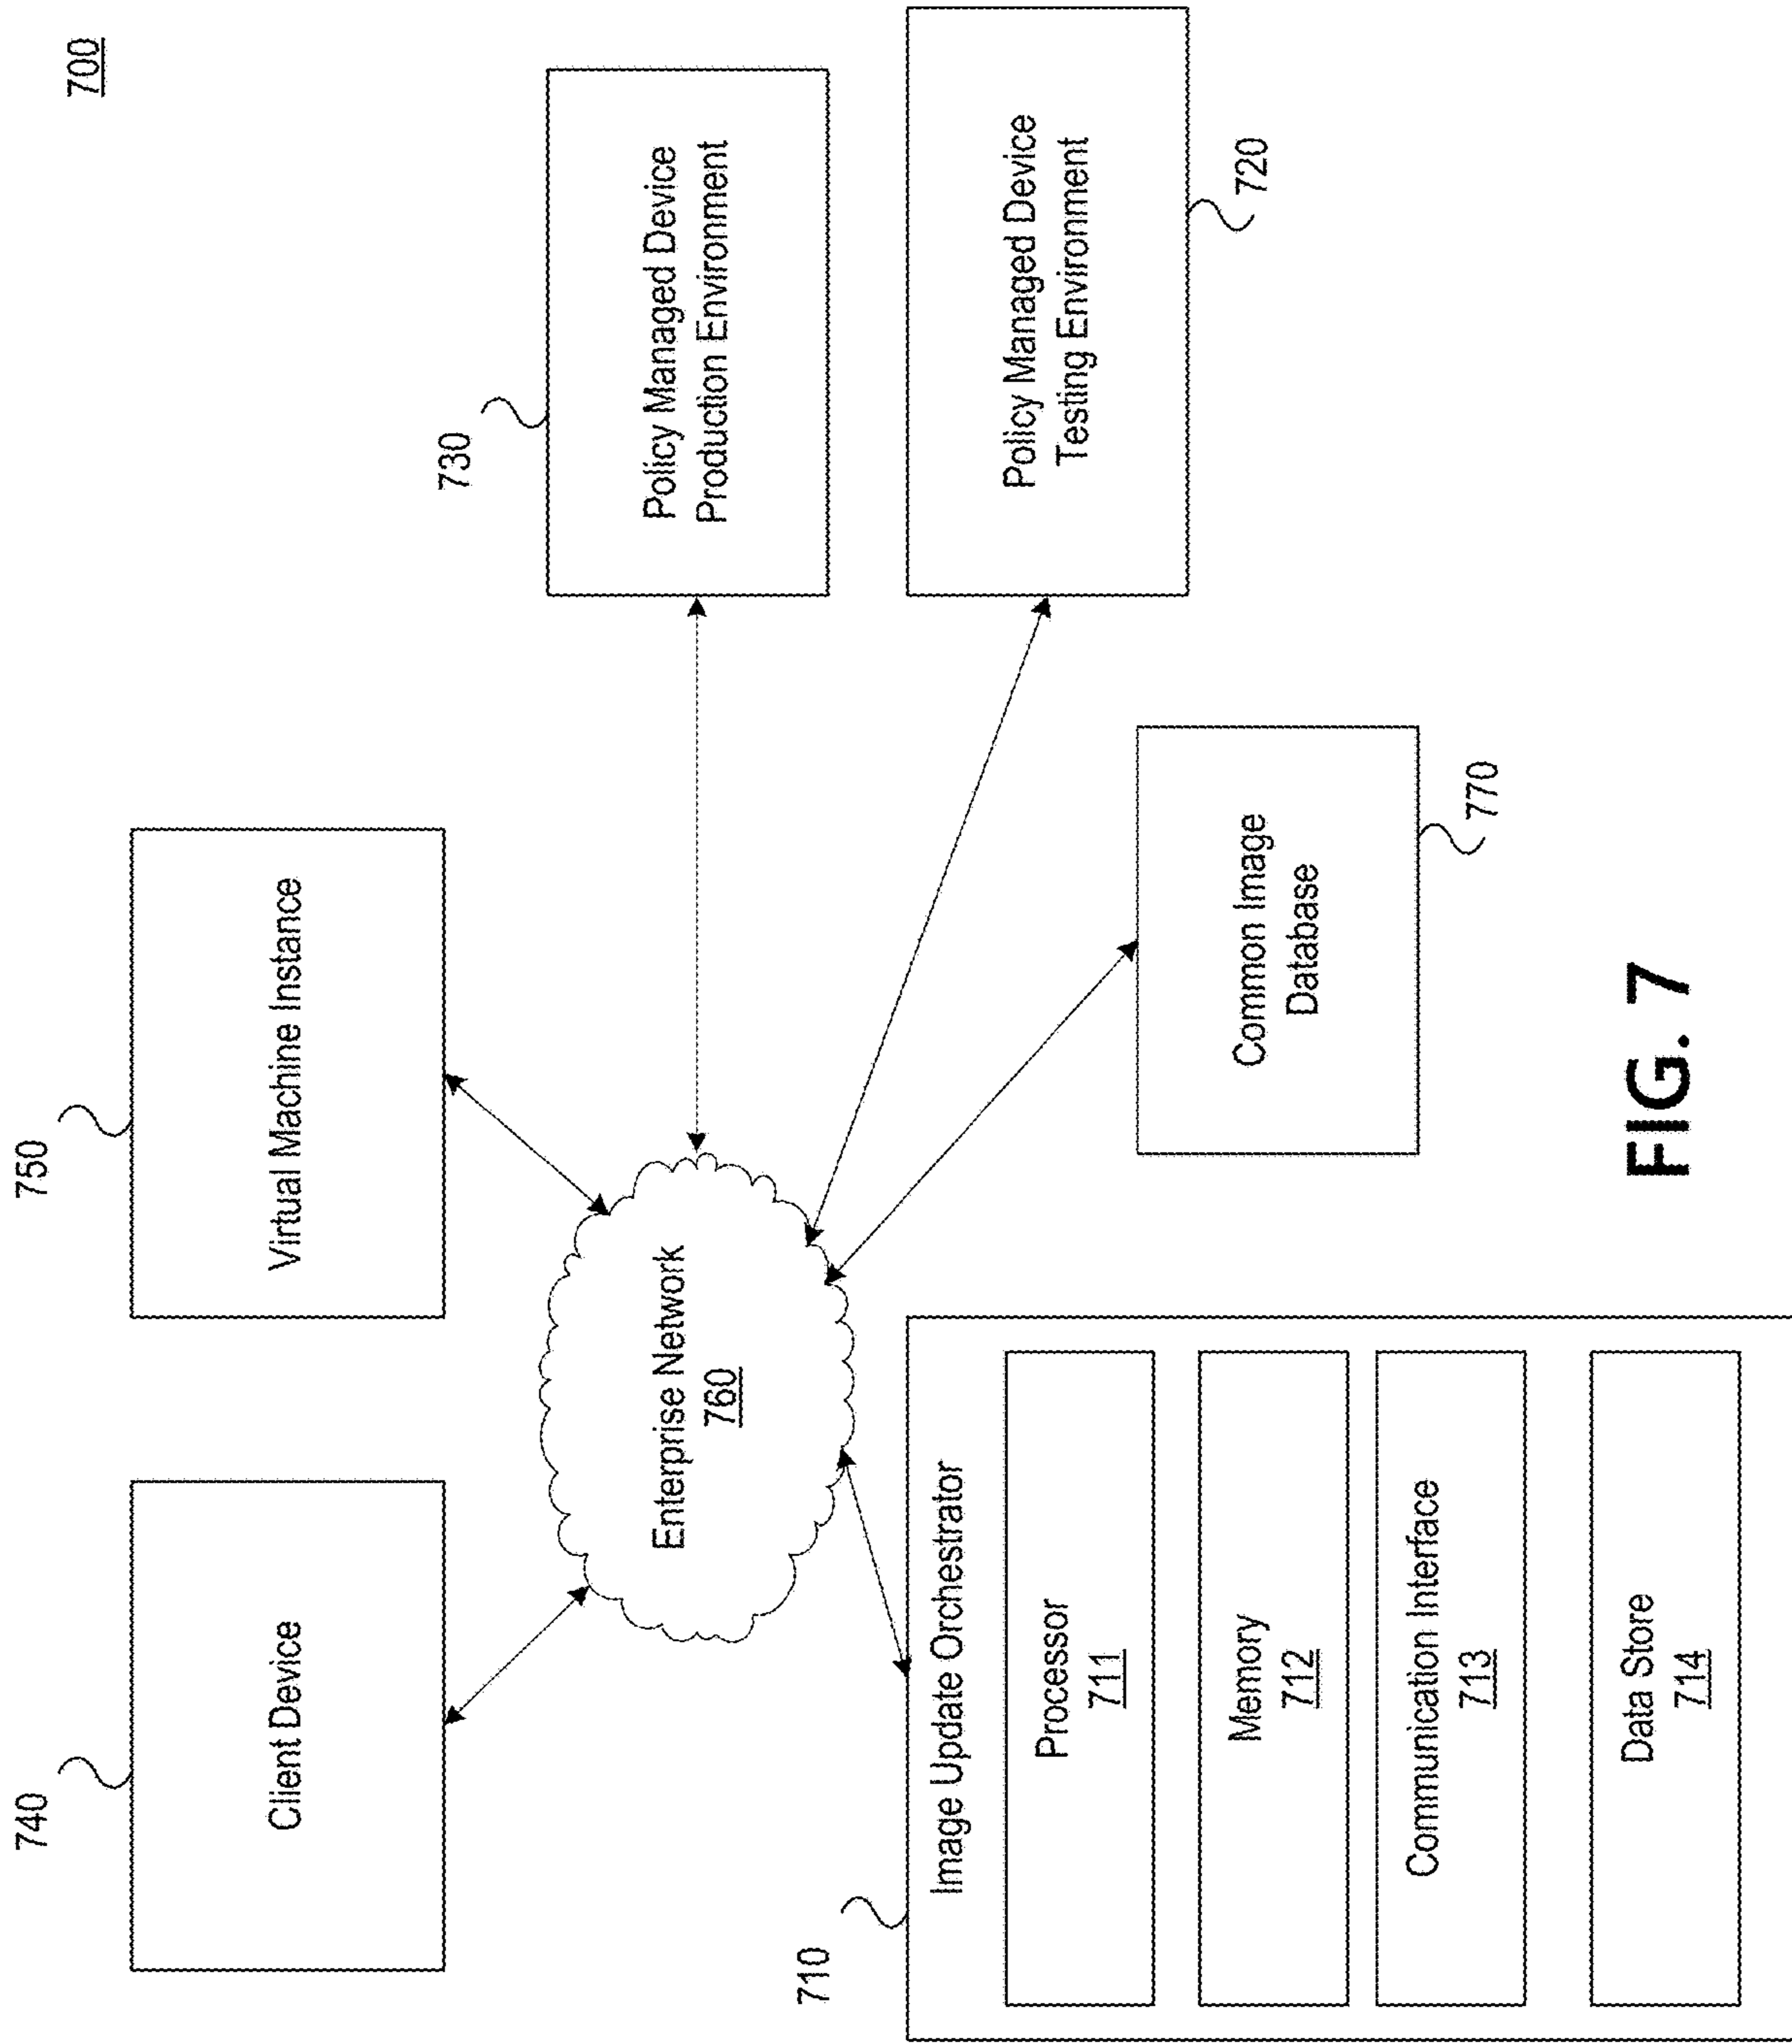 700
740
Client Device
750
Virtual Machine Instance
Enterprise Network
760
730
Policy Managed Device
Production Environment
Policy Managed Device
Testing Environment
720
710
Image Update Orchestrator
Processor
711
Memory
712
Communication Interface
713
Data Store
714
Common Image
Database
770
FIG. 7